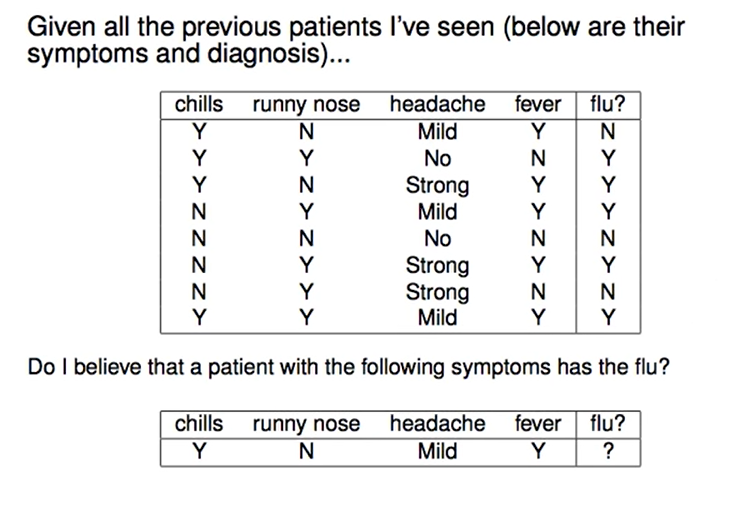 Given all the previous patients I've seen (below are their
symptoms and diagnosis)...
chills runny nose headache fever flu?
Y N Mild Y N
Y Y No N Y
Y N Strong Y Y
N Y Mild Y Y
N N No N N
N Y Strong Y Y
N Y Strong N N
Y Y Mild Y Y
Do I believe that a patient with the following symptoms has the flu?
chills runny nose headache fever flu?
Y N Mild Y ?